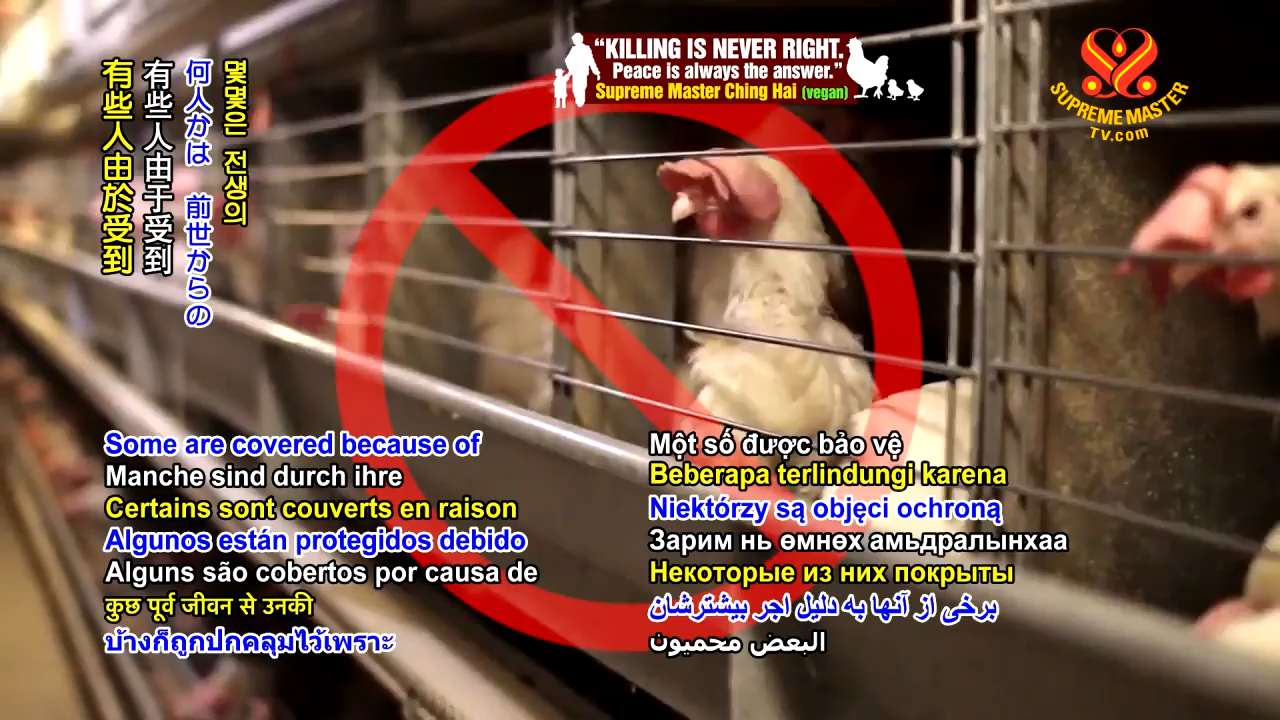 “KILLING IS NEVER RIGHT.
Peace is always the answer.”
Supreme Master Ching Hai (vegan)
SUPREME MASTER
TV.com
몇몇은 전생의
何人かは 前世からの
有些人由于受到
有些人由於受到
Some are covered because of
Manche sind durch ihre
Certains sont couverts en raison
Algunos están protegidos debido
Alguns são cobertos por causa de
कुछ पूर्व जीवन से उनकी
บ้างก็ถูกปกคลุมไว้เพราะ
Một số được bảo vệ
Beberapa terlindungi karena
Niektórzy są objęci ochroną
Зарим нь өмнөх амьдралынхаа
Некоторые из них покрыты
برخی از آنها به دلیل اجر بیشترشان
البعض محميون